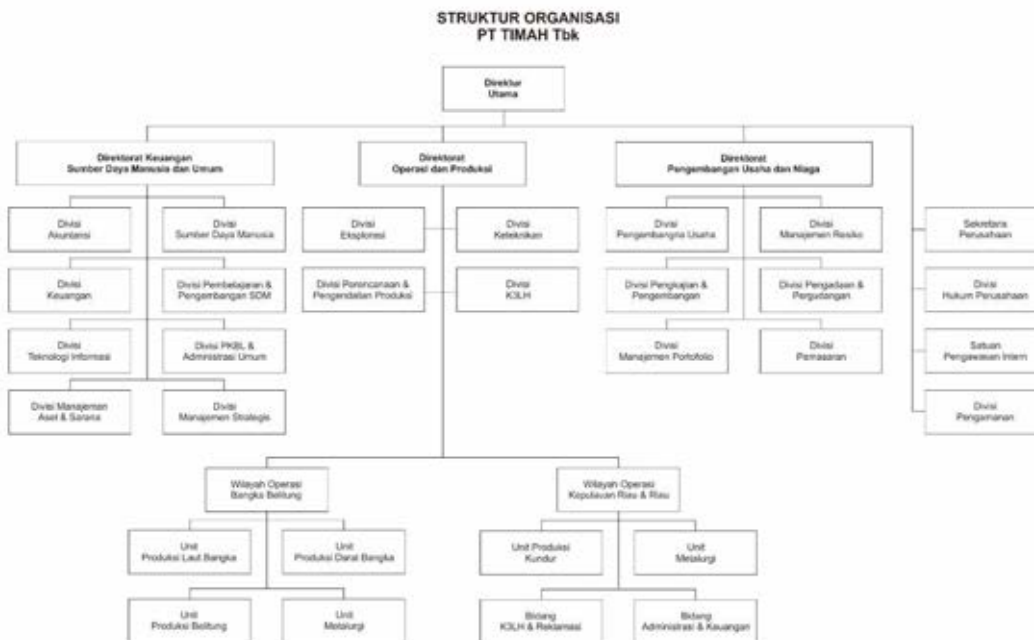 STRUKTUR ORGANISASI
PT TIMAH Tbk
Direktur
Utama
Direktorat Keuangan
Sumber Daya Manusia dan Umum
Direktorat
Operasi dan Produksi
Direktorat
Pengembangan Usaha dan Niaga
Divisi
Akuntansi
Divisi
Sumber Daya Manusia
Divisi
Eksplorasi
Divisi
Keteknikan
Divisi
Pengembangna Usaha
Divisi
Manajemen Resiko
Sekretaris
Perusahaan
Divisi
Keuangan
Divisi Pembelajaran &
Pengembangan SDM
Divisi Perencanaan &
Pengendalian Produksi
Divisi
K3LH
Divisi Pengkajian &
Pengembangan
Divisi Pengadaan &
Pergudangan
Divisi
Hukum Perusahaan
Divisi
Teknologi Informasi
Divisi PKBL &
Administrasi Umum
Divisi
Manajemen Portofolio
Divisi
Pemasaran
Satuan
Pengawasan Intern
Divisi Manajeman
Aset & Sarana
Divisi
Manajemen Strategis
Divisi
Pengamanan
Wilayah Operasi
Bangka Belitung
Wilayah Operasi
Kepulauan Riau & Riau
Unit
Produksi Laut Bangka
Unit
Produksi Darat Bangka
Unit Produksi
Kundur
Unit
Metalurgi
Unit
Produksi Belitung
Unit
Metalurgi
Bidang
K3LH & Reklamasi
Bidang
Administrasi & Keuangan